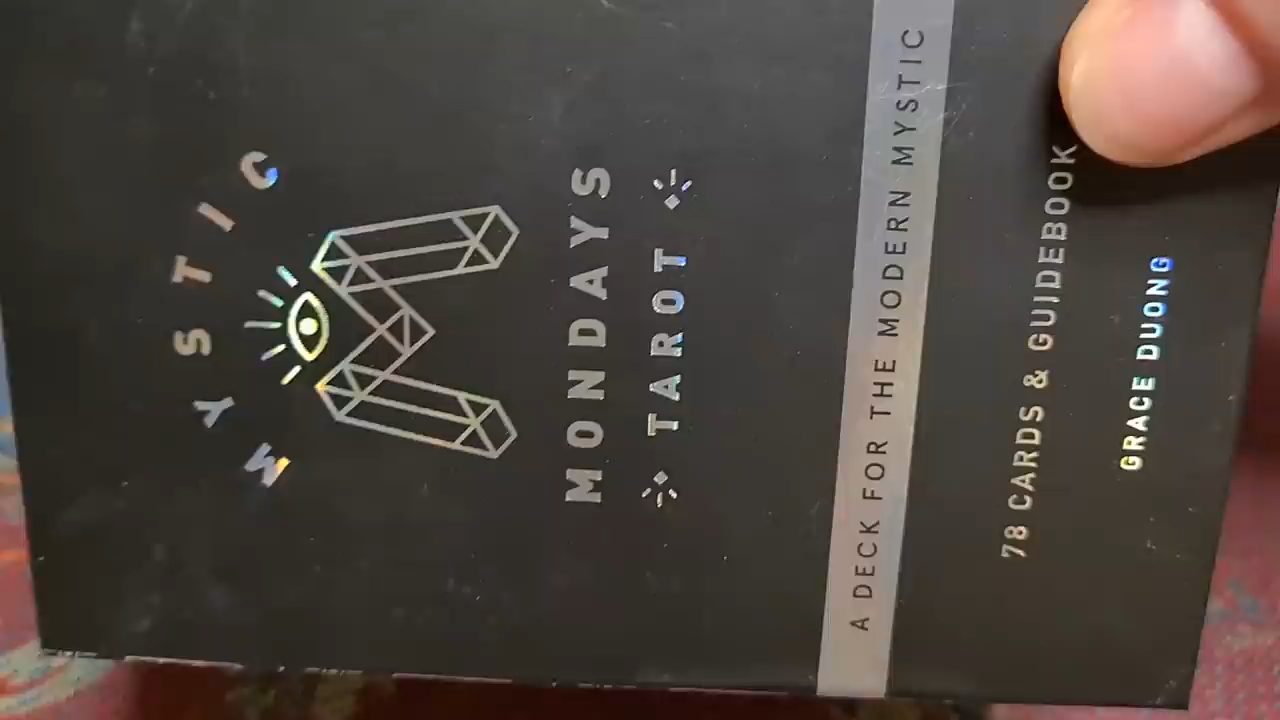 MYSTIC
MONDAYS
TAROT
A DECK FOR THE MODERN MYSTIC
78 CARDS & GUIDEBOOK
GRACE DUONG